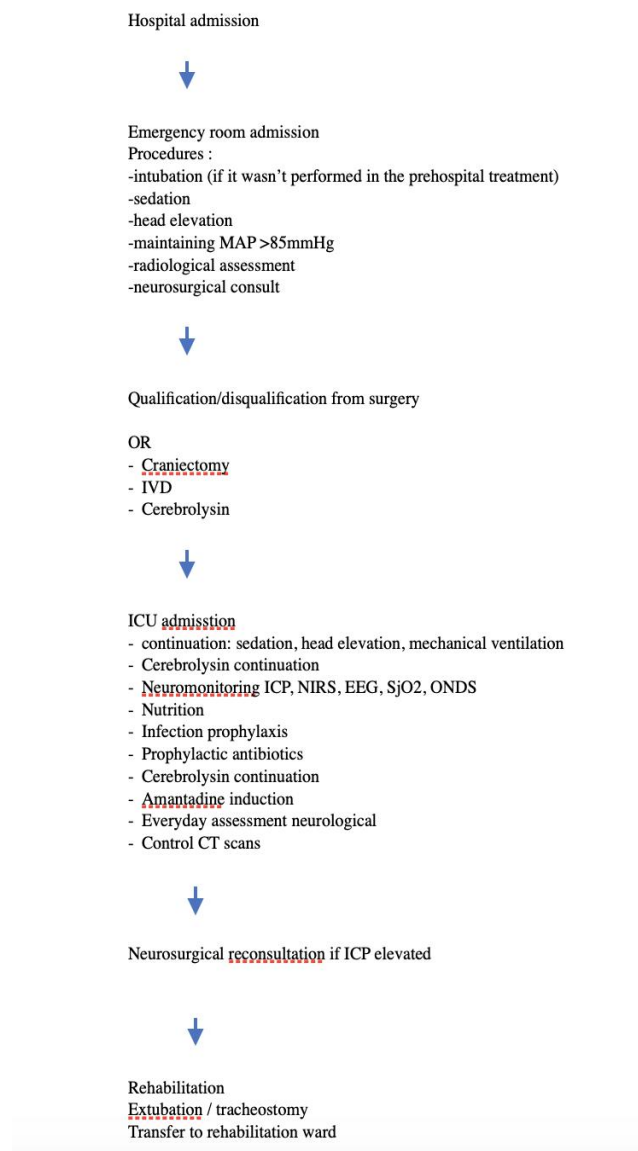 Hospital admission
Emergency room admission
Procedures :
-intubation (if it wasn't performed in the prehospital treatment)
-sedation
-head elevation
-maintaining MAP >85mmHg
-radiological assessment
-neurosurgical consult
Qualification/disqualification from surgery
OR
- Craniectomy
- IVD
- Cerebrolysin
ICU admisstion
- continuation: sedation, head elevation, mechanical ventilation
- Cerebrolysin continuation
- Neuromonitoring ICP, NIRS, EEG, SjO2, ONDS
- Nutrition
- Infection prophylaxis
- Prophylactic antibiotics
- Cerebrolysin continuation
- Amantadine induction
- Everyday assessment neurological
- Control CT scans
Neurosurgical reconsultation if ICP elevated
Rehabilitation
Extubation / tracheostomy
Transfer to rehabilitation ward